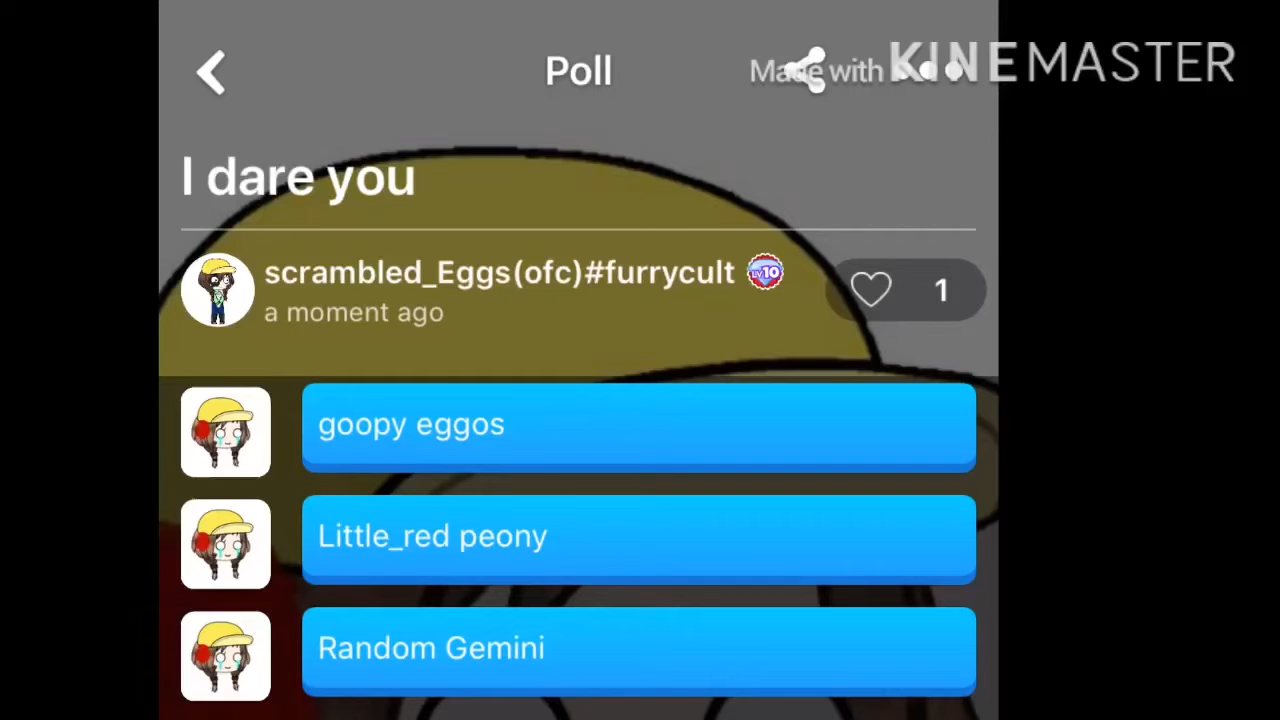 Poll
Made with KINEMASTER
I dare you
scrambled_Eggs(ofc)#furrycult LV10
a moment ago
1
goopy eggos
Little_red peony
Random Gemini